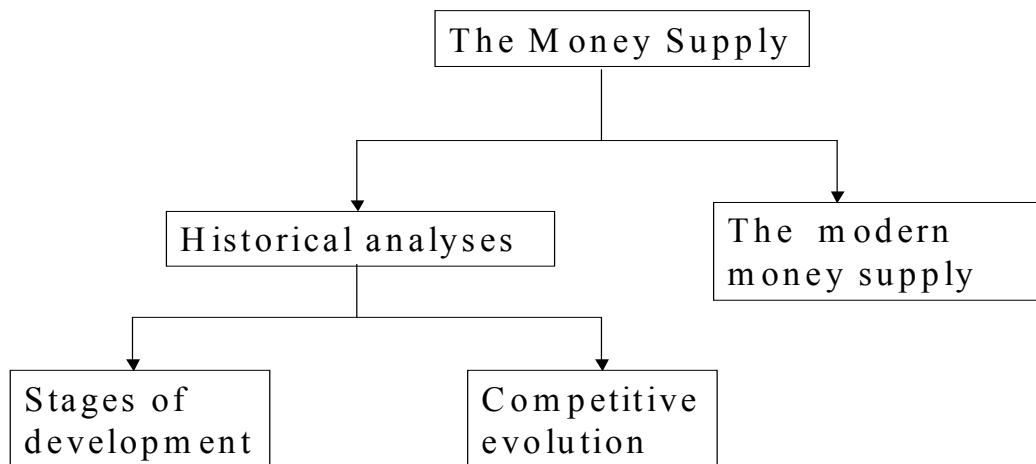 The Money Supply
Historical analyses
The modern
money supply
Stages of
development
Competitive
evolution